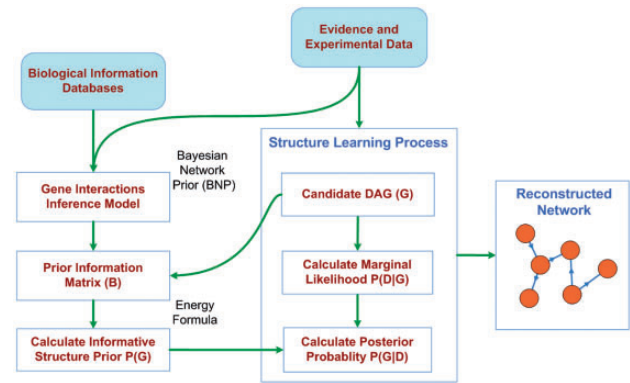 Evidence and
Experimental Data
Biological Information
Databases
Bayesian
Network
Prior (BNP)
Structure Learning Process
Gene Interactions
Inference Model
Candidate DAG (G)
Reconstructed
Network
Prior Information
Matrix (B)
Calculate Marginal
Likelihood P(D|G)
Energy
Formula
Calculate Informative
Structure Prior P(G)
Calculate Posterior
Probablity P(G|D)